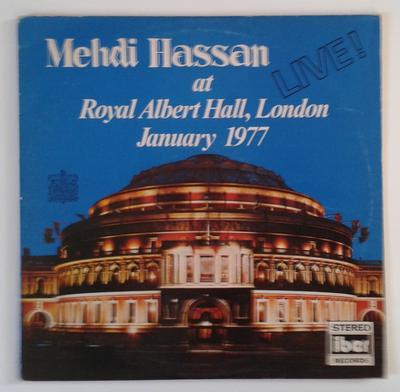 Mehdi Hassan
LIVE!
at
Royal Albert Hall, London
January 1977
STEREO
RECORDS